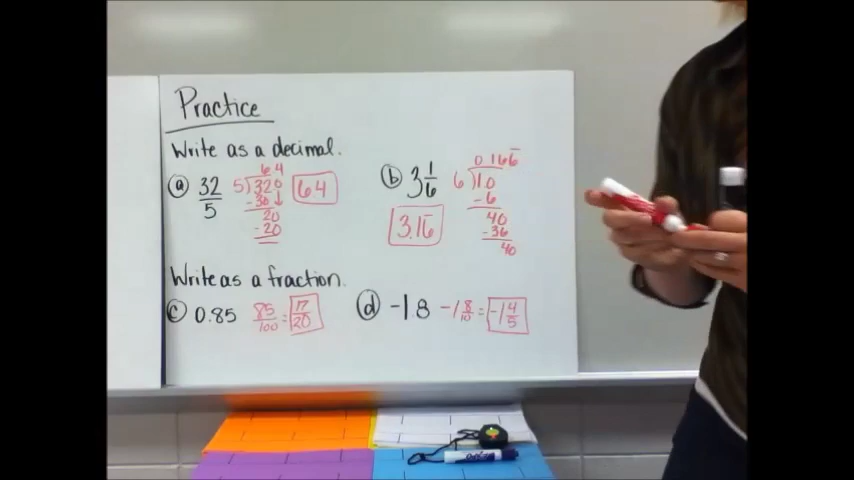 Practice
Write as a decimal.
ⓐ 32/5 5)32.0 6.4 -30 20 -20 6.4
ⓑ 3 1/6 6)1.0 0.166̅ -6 40 -36 40 3.16̅
Write as a fraction.
ⓒ 0.85 85/100 = 17/20
ⓓ -1.8 -1 8/10 = -1 4/5